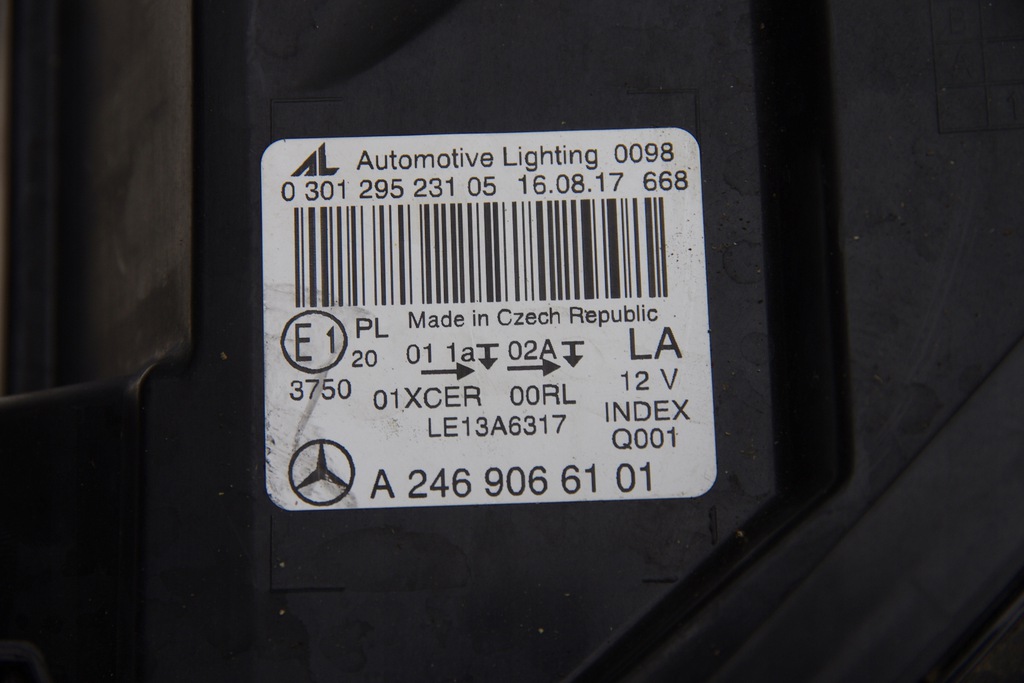 AL Automotive Lighting 0098
0 301 295 231 05 16.08.17 668
Made in Czech Republic
E1 PL 20 01 1a 02A LA
3750 01XCER 00RL 12 V
LE13A6317 INDEX
Q001
A 246 906 61 01